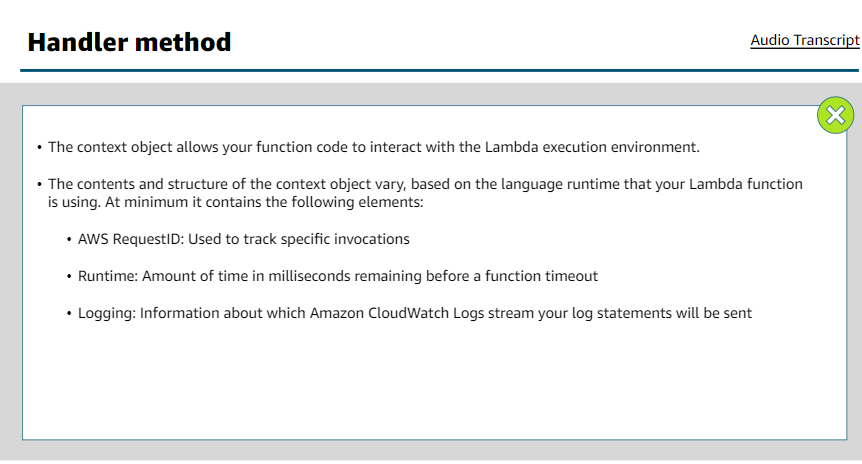 Handler method
Audio Transcript
• The context object allows your function code to interact with the Lambda execution environment.
• The contents and structure of the context object vary, based on the language runtime that your Lambda function
is using. At minimum it contains the following elements:
• AWS RequestID: Used to track specific invocations
• Runtime: Amount of time in milliseconds remaining before a function timeout
• Logging: Information about which Amazon CloudWatch Logs stream your log statements will be sent